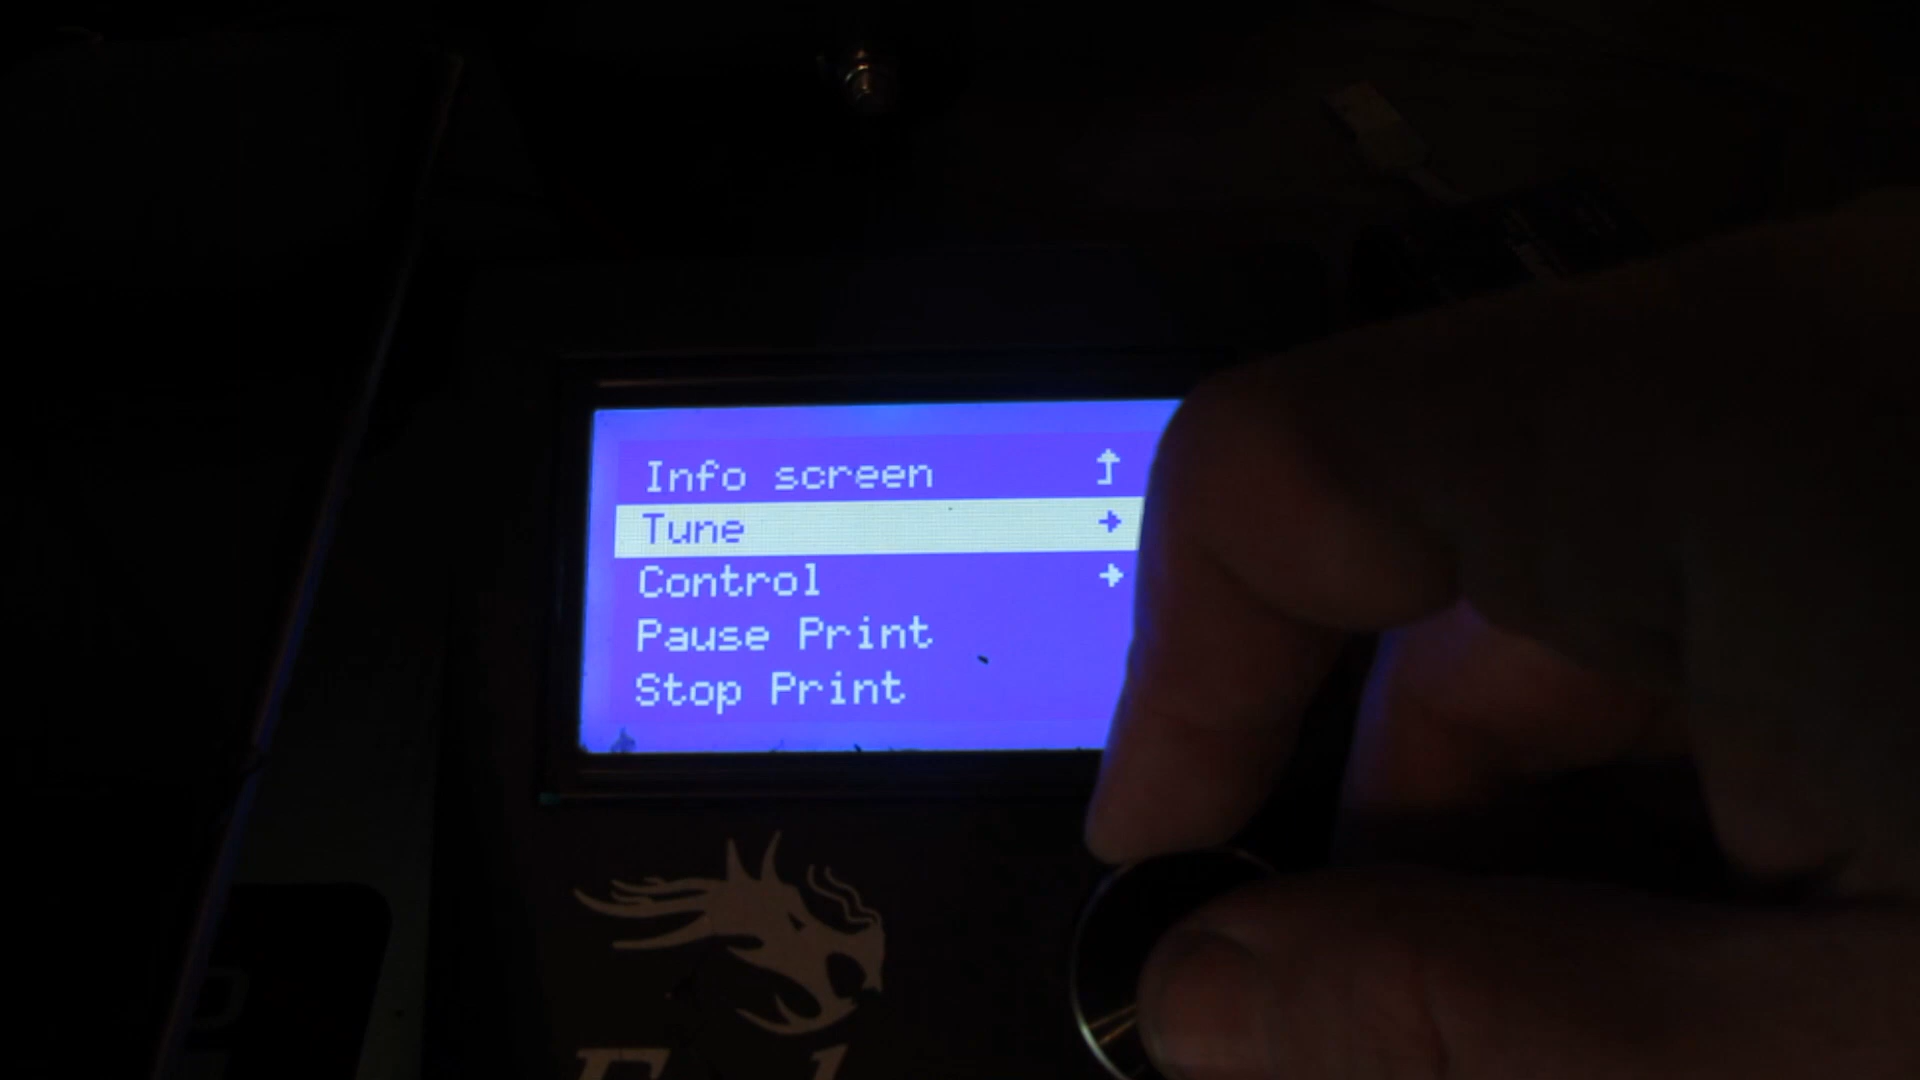 Info screen
Tune
Control
Pause Print
Stop Print